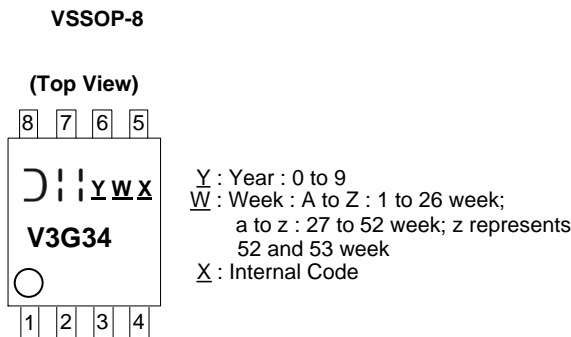 VSSOP-8
(Top View)
8 7 6 5
Y W X
V3G34
1 2 3 4
Y : Year : 0 to 9
W : Week : A to Z : 1 to 26 week;
a to z : 27 to 52 week; z represents
52 and 53 week
X : Internal Code